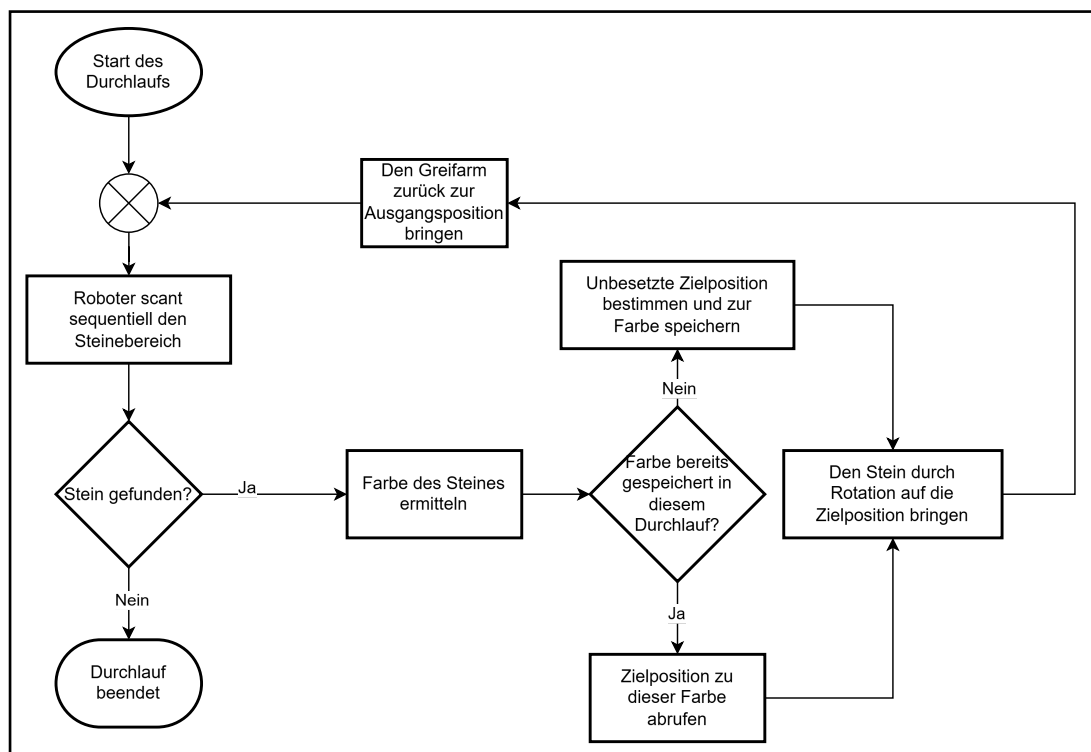 Start des
Durchlaufs
Den Greifarm
zurück zur
Ausgangsposition
bringen
Roboter scant
sequentiell den
Steinebereich
Unbesetzte Zielposition
bestimmen und zur
Farbe speichern
Nein
Stein gefunden?
Ja
Farbe des Steines
ermitteln
Farbe bereits
gespeichert in
diesem
Durchlauf?
Den Stein durch
Rotation auf die
Zielposition bringen
Nein
Ja
Durchlauf
beendet
Zielposition zu
dieser Farbe
abrufen